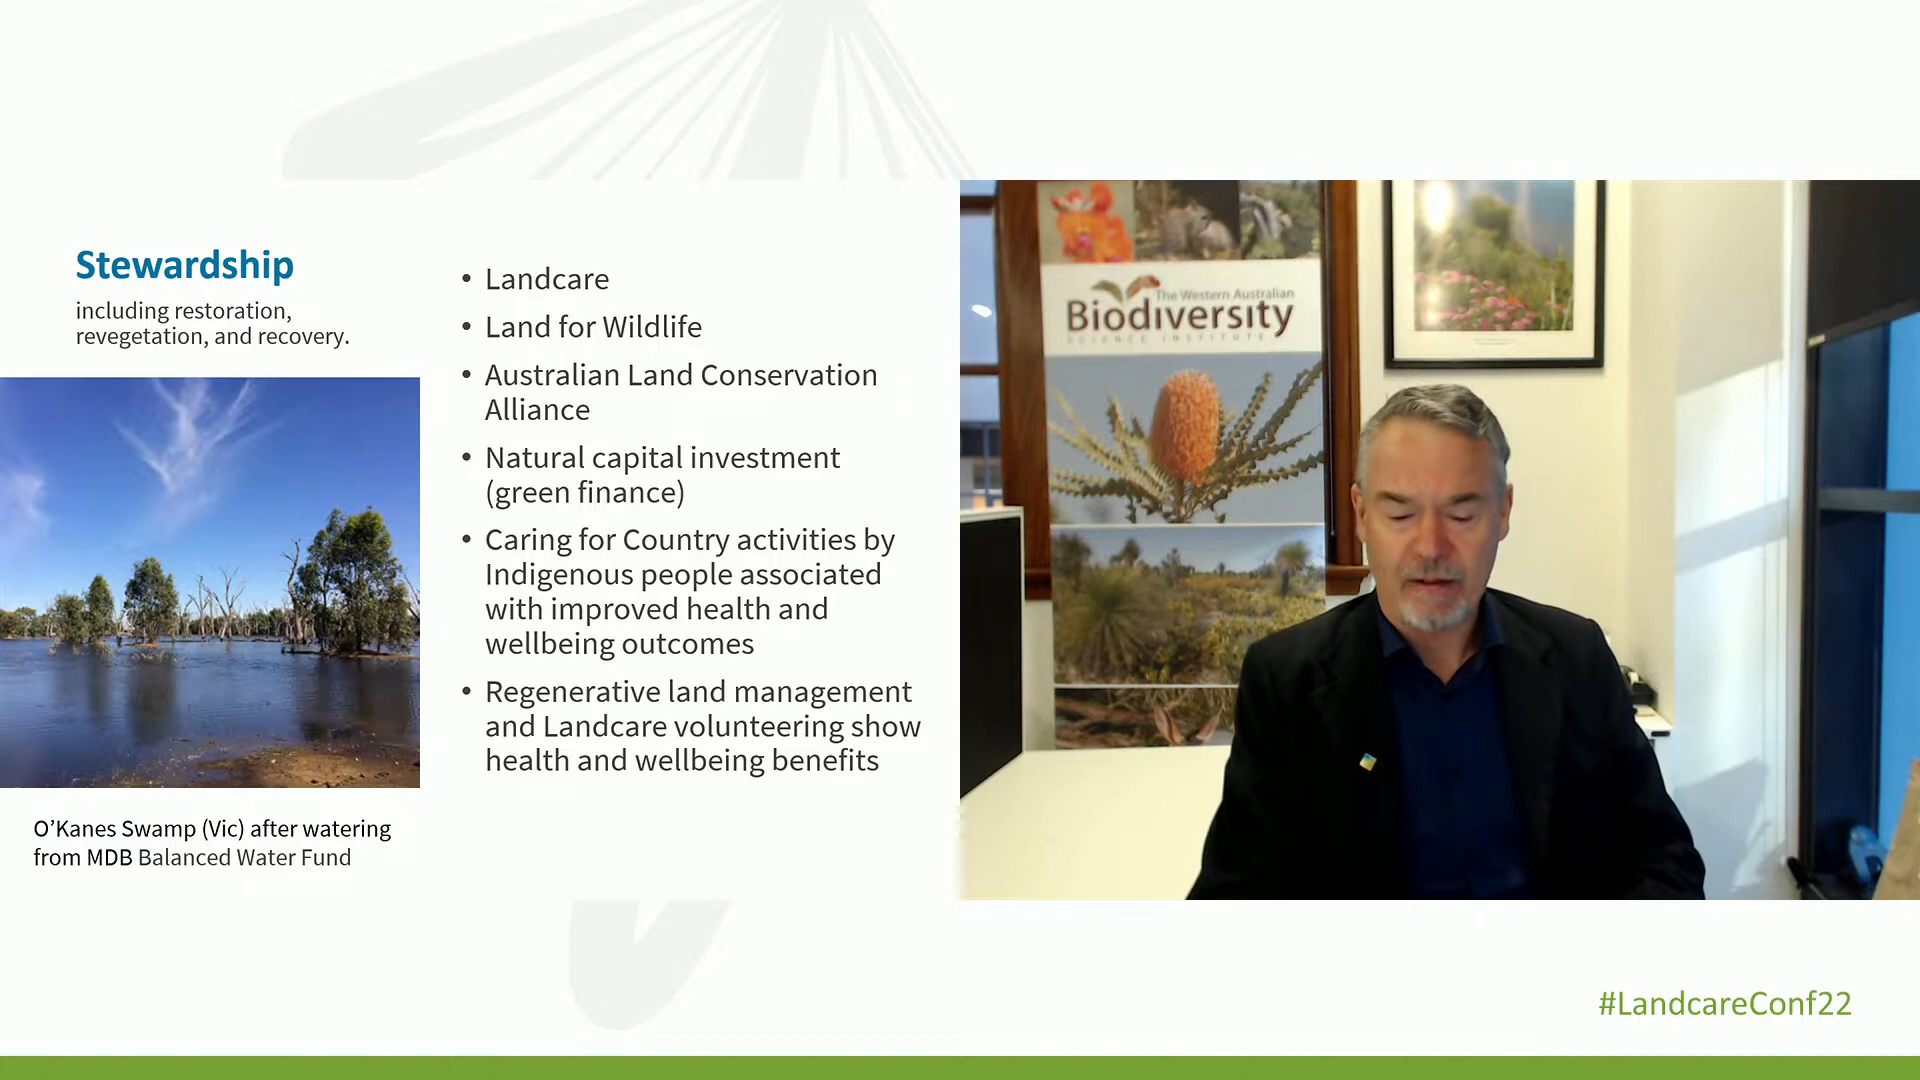 Stewardship
including restoration,
revegetation, and recovery.
O’Kanes Swamp (Vic) after watering
from MDB Balanced Water Fund
• Landcare
• Land for Wildlife
• Australian Land Conservation
Alliance
• Natural capital investment
(green finance)
• Caring for Country activities by
Indigenous people associated
with improved health and
wellbeing outcomes
• Regenerative land management
and Landcare volunteering show
health and wellbeing benefits
The Western Australian
Biodiversity
SCIENCE INSTITUTE
#LandcareConf22